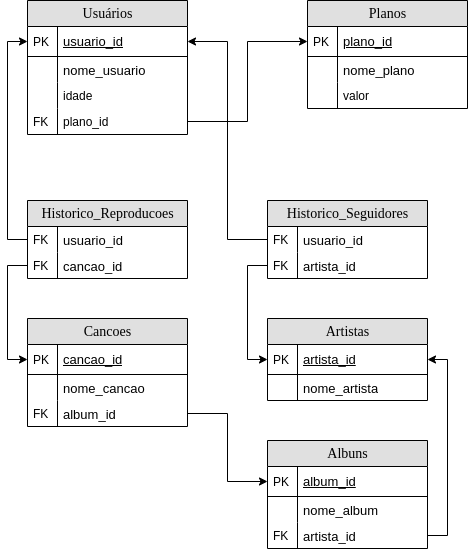 Usuários
PK usuario_id
nome_usuario
idade
FK plano_id
Planos
PK plano_id
nome_plano
valor
Historico_Reproducoes
FK usuario_id
FK cancao_id
Historico_Seguidores
FK usuario_id
FK artista_id
Cancoes
PK cancao_id
nome_cancao
FK album_id
Artistas
PK artista_id
nome_artista
Albuns
PK album_id
nome_album
FK artista_id